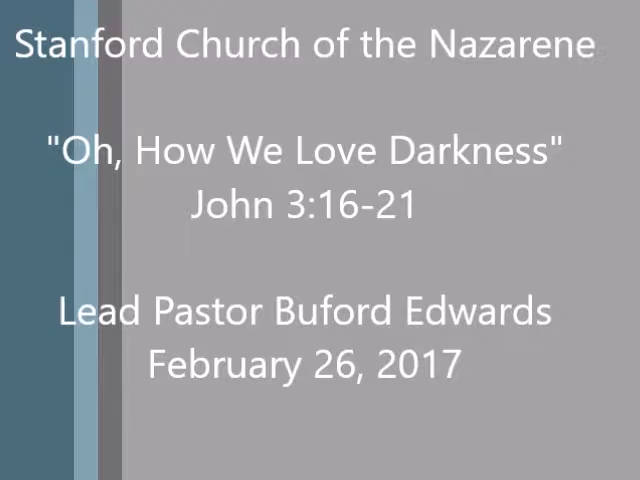 Stanford Church of the Nazarene
"Oh, How We Love Darkness"
John 3:16-21
Lead Pastor Buford Edwards
February 26, 2017